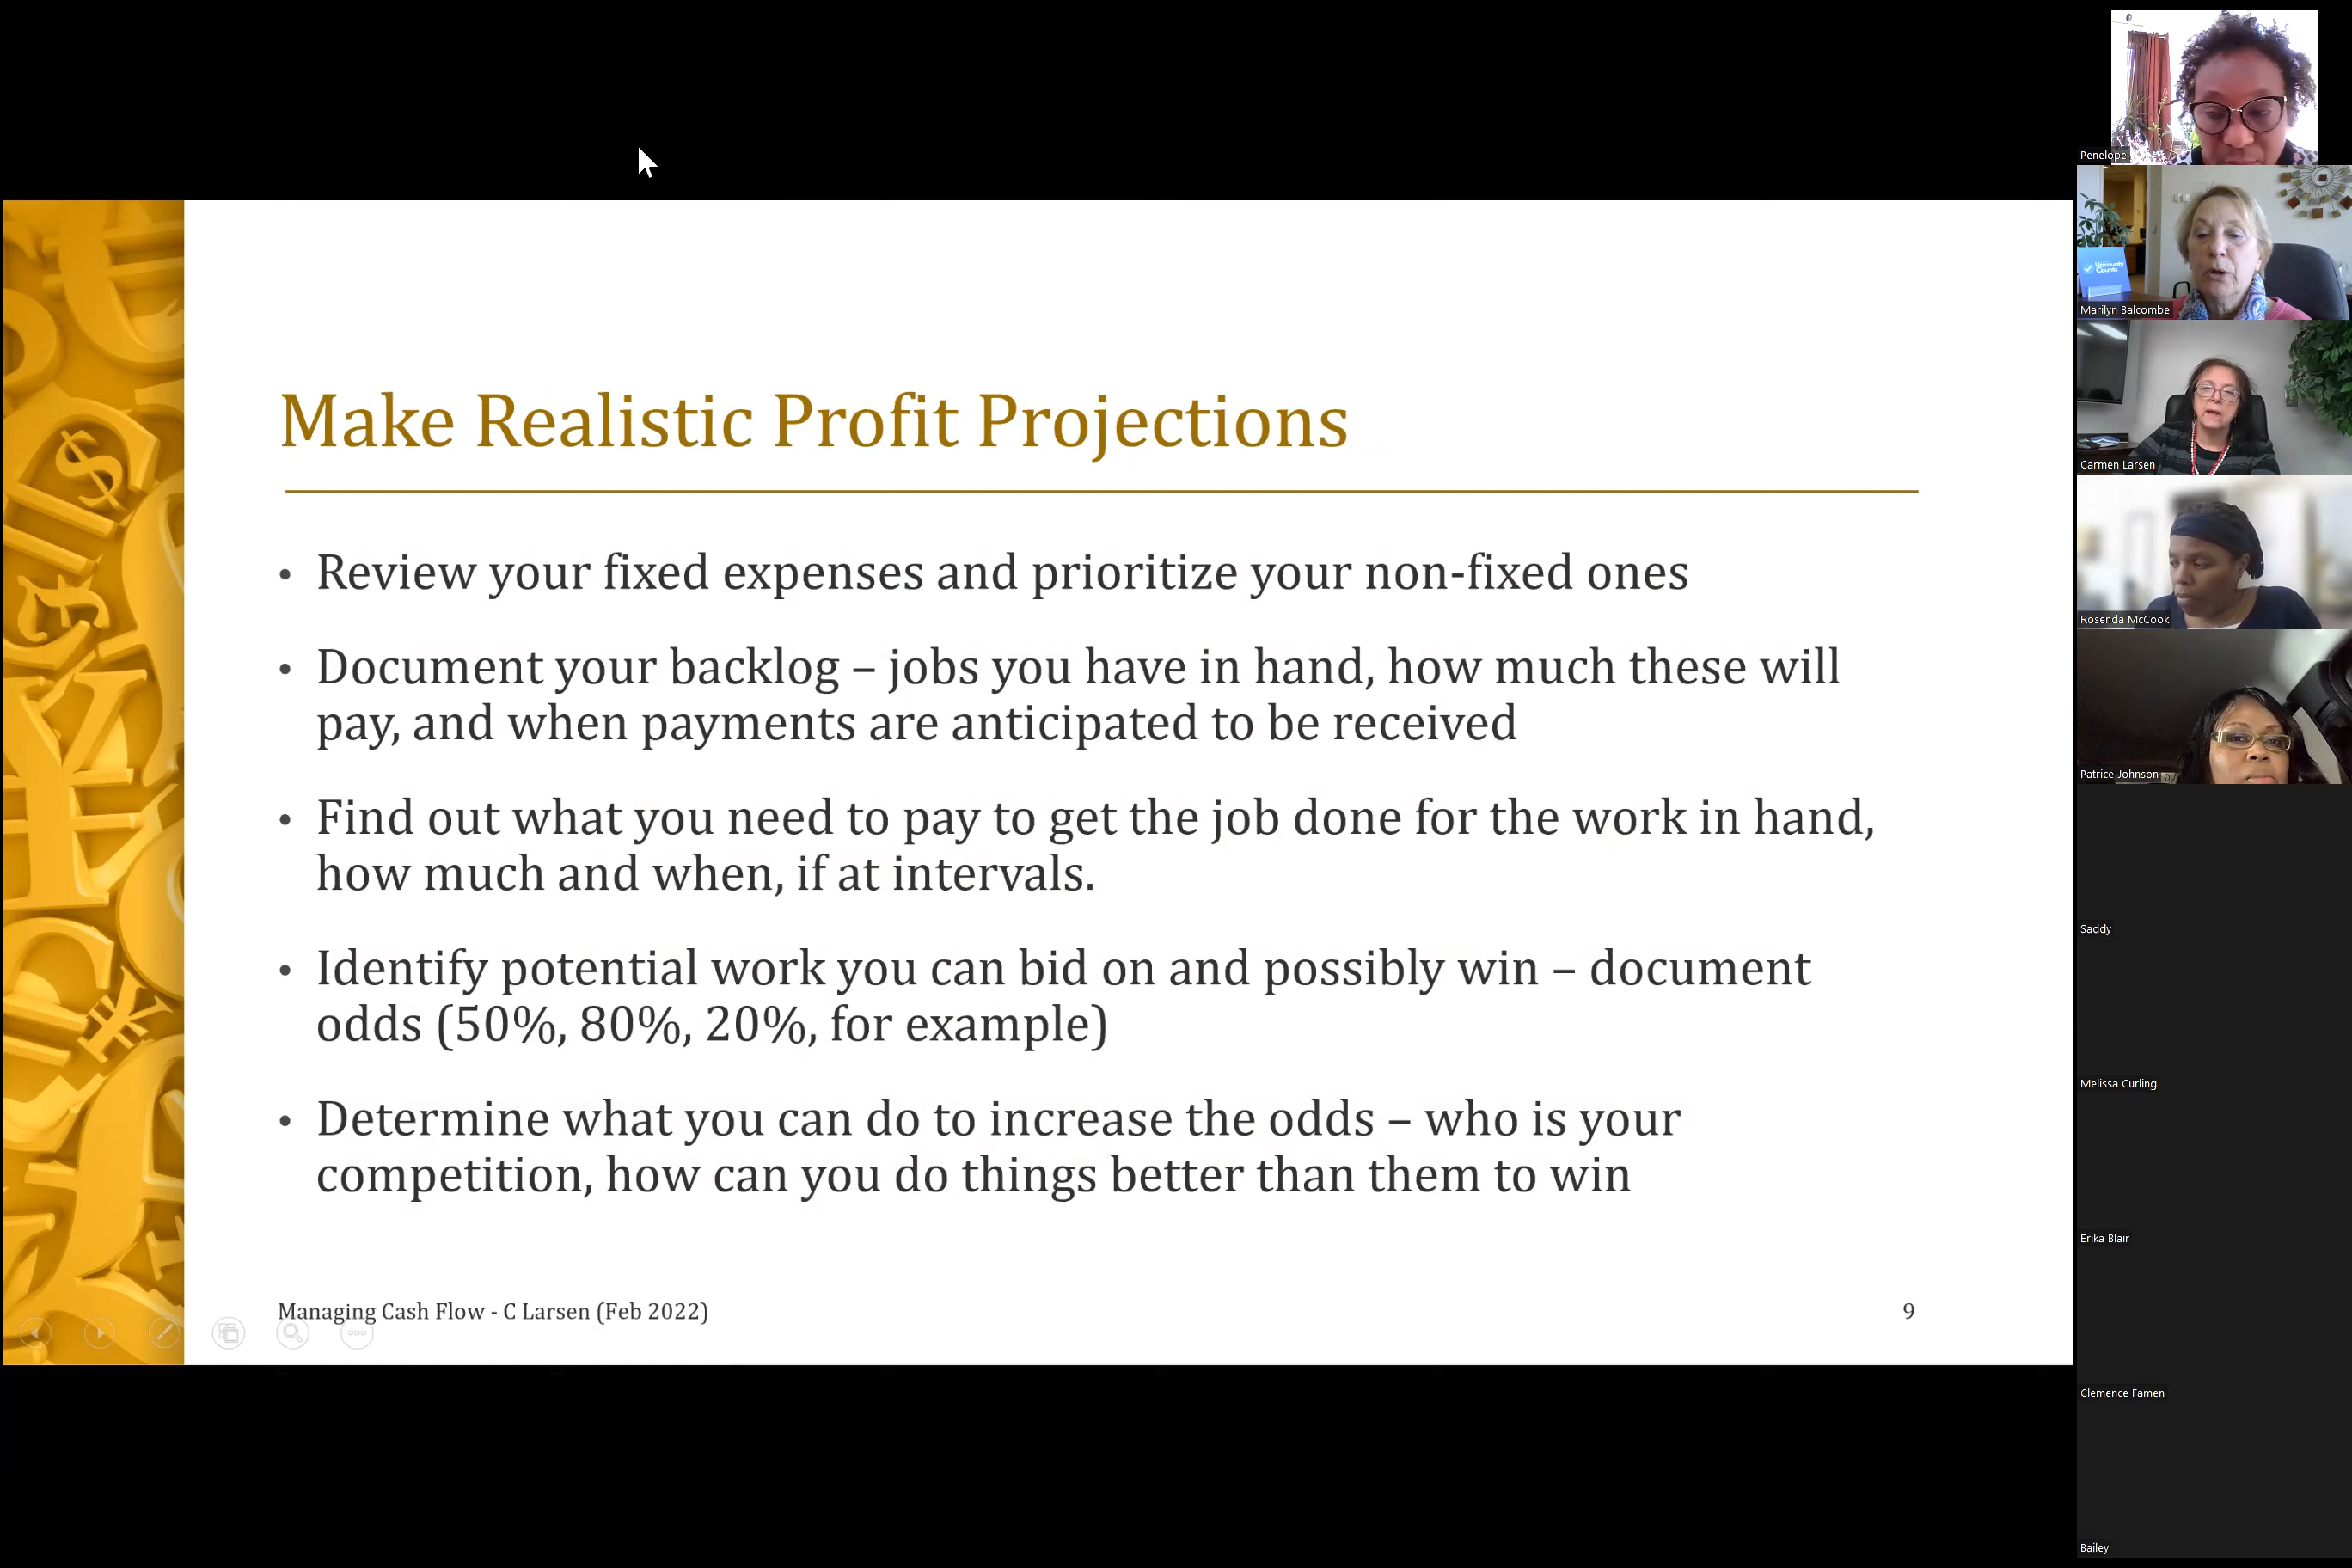 Make Realistic Profit Projections
• Review your fixed expenses and prioritize your non-fixed ones
• Document your backlog – jobs you have in hand, how much these will
pay, and when payments are anticipated to be received
• Find out what you need to pay to get the job done for the work in hand,
how much and when, if at intervals.
• Identify potential work you can bid on and possibly win – document
odds (50%, 80%, 20%, for example)
• Determine what you can do to increase the odds – who is your
competition, how can you do things better than them to win
Managing Cash Flow - C Larsen (Feb 2022)
9
Penelope
Upcounty
Counts
Marilyn Balcombe
Carmen Larsen
Rosenda McCook
Patrice Johnson
Saddy
Melissa Curling
Erika Blair
Clemence Famen
Bailey